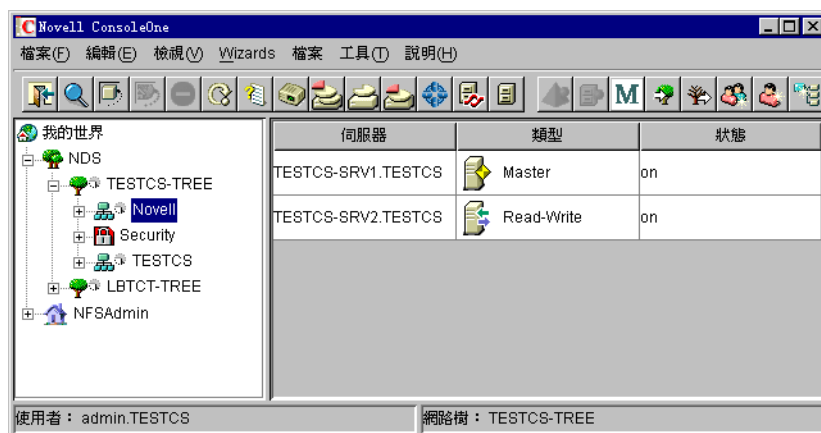 Novell ConsoleOne
檔案(F) 編輯(E) 檢視(V) Wizards 檔案 工具(T) 說明(H)
M
我的世界
NDS
TESTCS-TREE
Novell
Security
TESTCS
LBTCT-TREE
NFSAdmin
伺服器 類型 狀態
TESTCS-SRV1.TESTCS Master on
TESTCS-SRV2.TESTCS Read-Write on
使用者： admin.TESTCS 網路樹： TESTCS-TREE